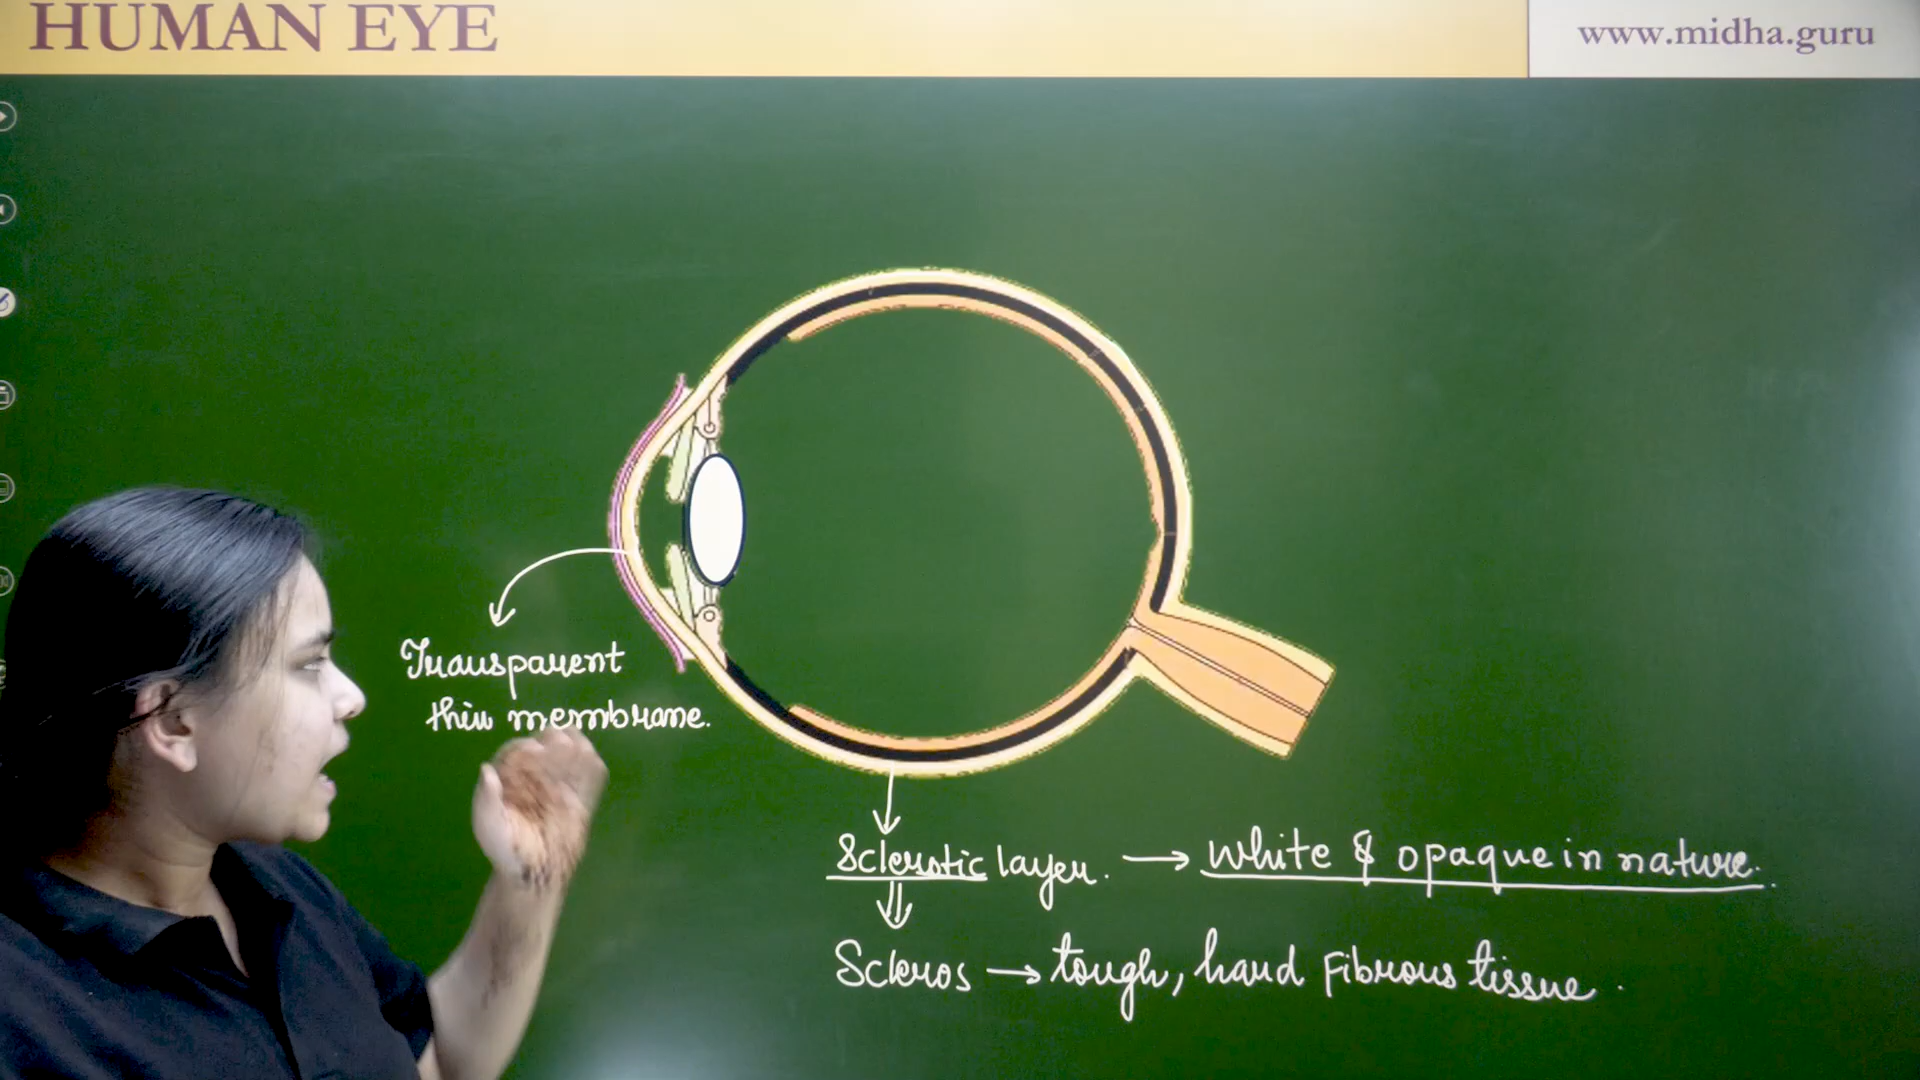 HUMAN EYE
www.midha.guru
Transparent
thin membrane.
Sclerotic layer. → White & opaque in nature.
Scleros → tough, hard Fibrous tissue.